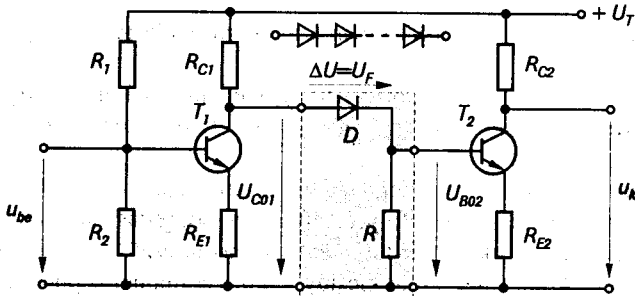 + U_T
R_1
R_C1
R_C2
ΔU=U_F
T_1
D
T_2
u_be
U_C01
U_B02
u_k
R_2
R_E1
R
R_E2